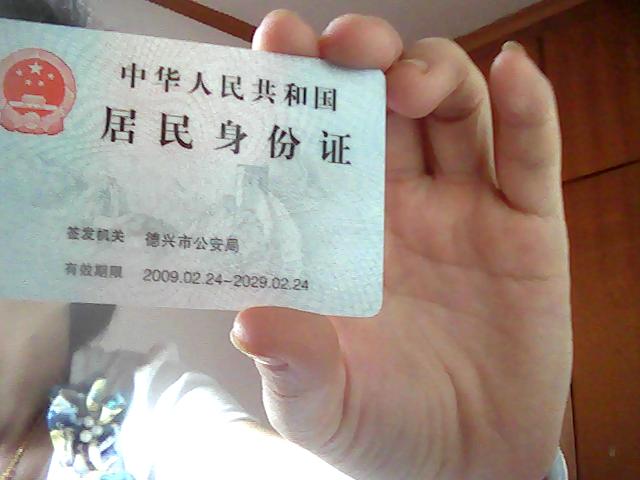 中华人民共和国
居民身份证
签发机关 德兴市公安局
有效期限 2009.02.24-2029.02.24